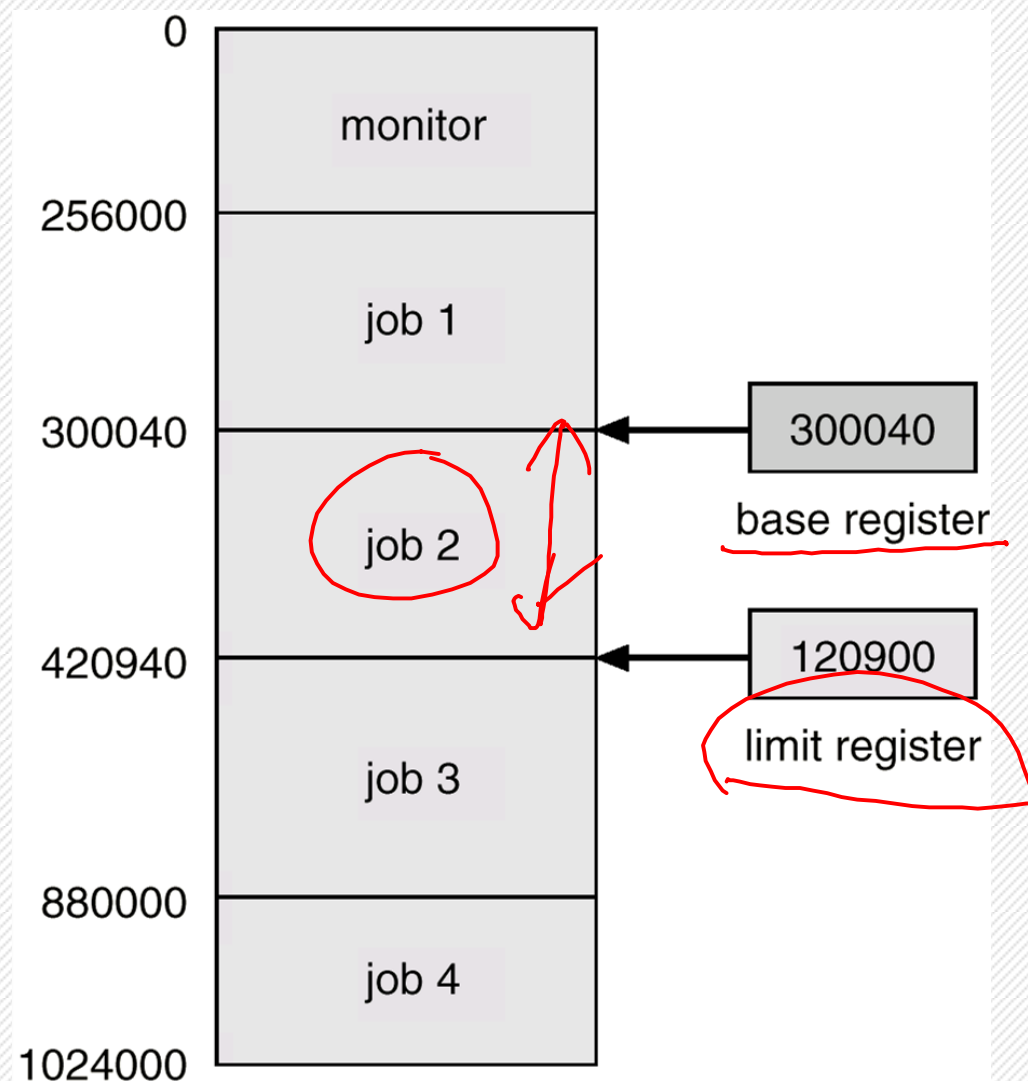 0
monitor
256000
job 1
300040
300040
base register
job 2
420940
120900
limit register
job 3
880000
job 4
1024000